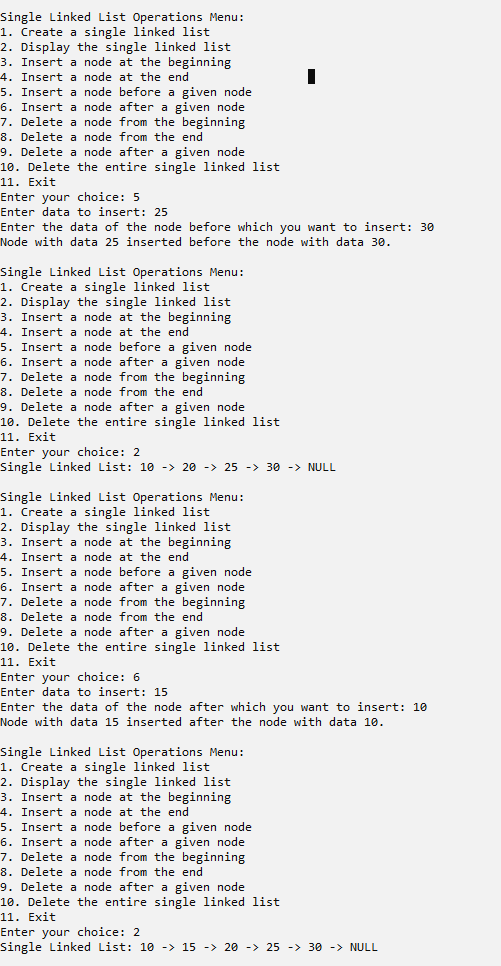 Single Linked List Operations Menu:
1. Create a single linked list
2. Display the single linked list
3. Insert a node at the beginning
4. Insert a node at the end
5. Insert a node before a given node
6. Insert a node after a given node
7. Delete a node from the beginning
8. Delete a node from the end
9. Delete a node after a given node
10. Delete the entire single linked list
11. Exit
Enter your choice: 5
Enter data to insert: 25
Enter the data of the node before which you want to insert: 30
Node with data 25 inserted before the node with data 30.

Single Linked List Operations Menu:
1. Create a single linked list
2. Display the single linked list
3. Insert a node at the beginning
4. Insert a node at the end
5. Insert a node before a given node
6. Insert a node after a given node
7. Delete a node from the beginning
8. Delete a node from the end
9. Delete a node after a given node
10. Delete the entire single linked list
11. Exit
Enter your choice: 2
Single Linked List: 10 -> 20 -> 25 -> 30 -> NULL

Single Linked List Operations Menu:
1. Create a single linked list
2. Display the single linked list
3. Insert a node at the beginning
4. Insert a node at the end
5. Insert a node before a given node
6. Insert a node after a given node
7. Delete a node from the beginning
8. Delete a node from the end
9. Delete a node after a given node
10. Delete the entire single linked list
11. Exit
Enter your choice: 6
Enter data to insert: 15
Enter the data of the node after which you want to insert: 10
Node with data 15 inserted after the node with data 10.

Single Linked List Operations Menu:
1. Create a single linked list
2. Display the single linked list
3. Insert a node at the beginning
4. Insert a node at the end
5. Insert a node before a given node
6. Insert a node after a given node
7. Delete a node from the beginning
8. Delete a node from the end
9. Delete a node after a given node
10. Delete the entire single linked list
11. Exit
Enter your choice: 2
Single Linked List: 10 -> 15 -> 20 -> 25 -> 30 -> NULL